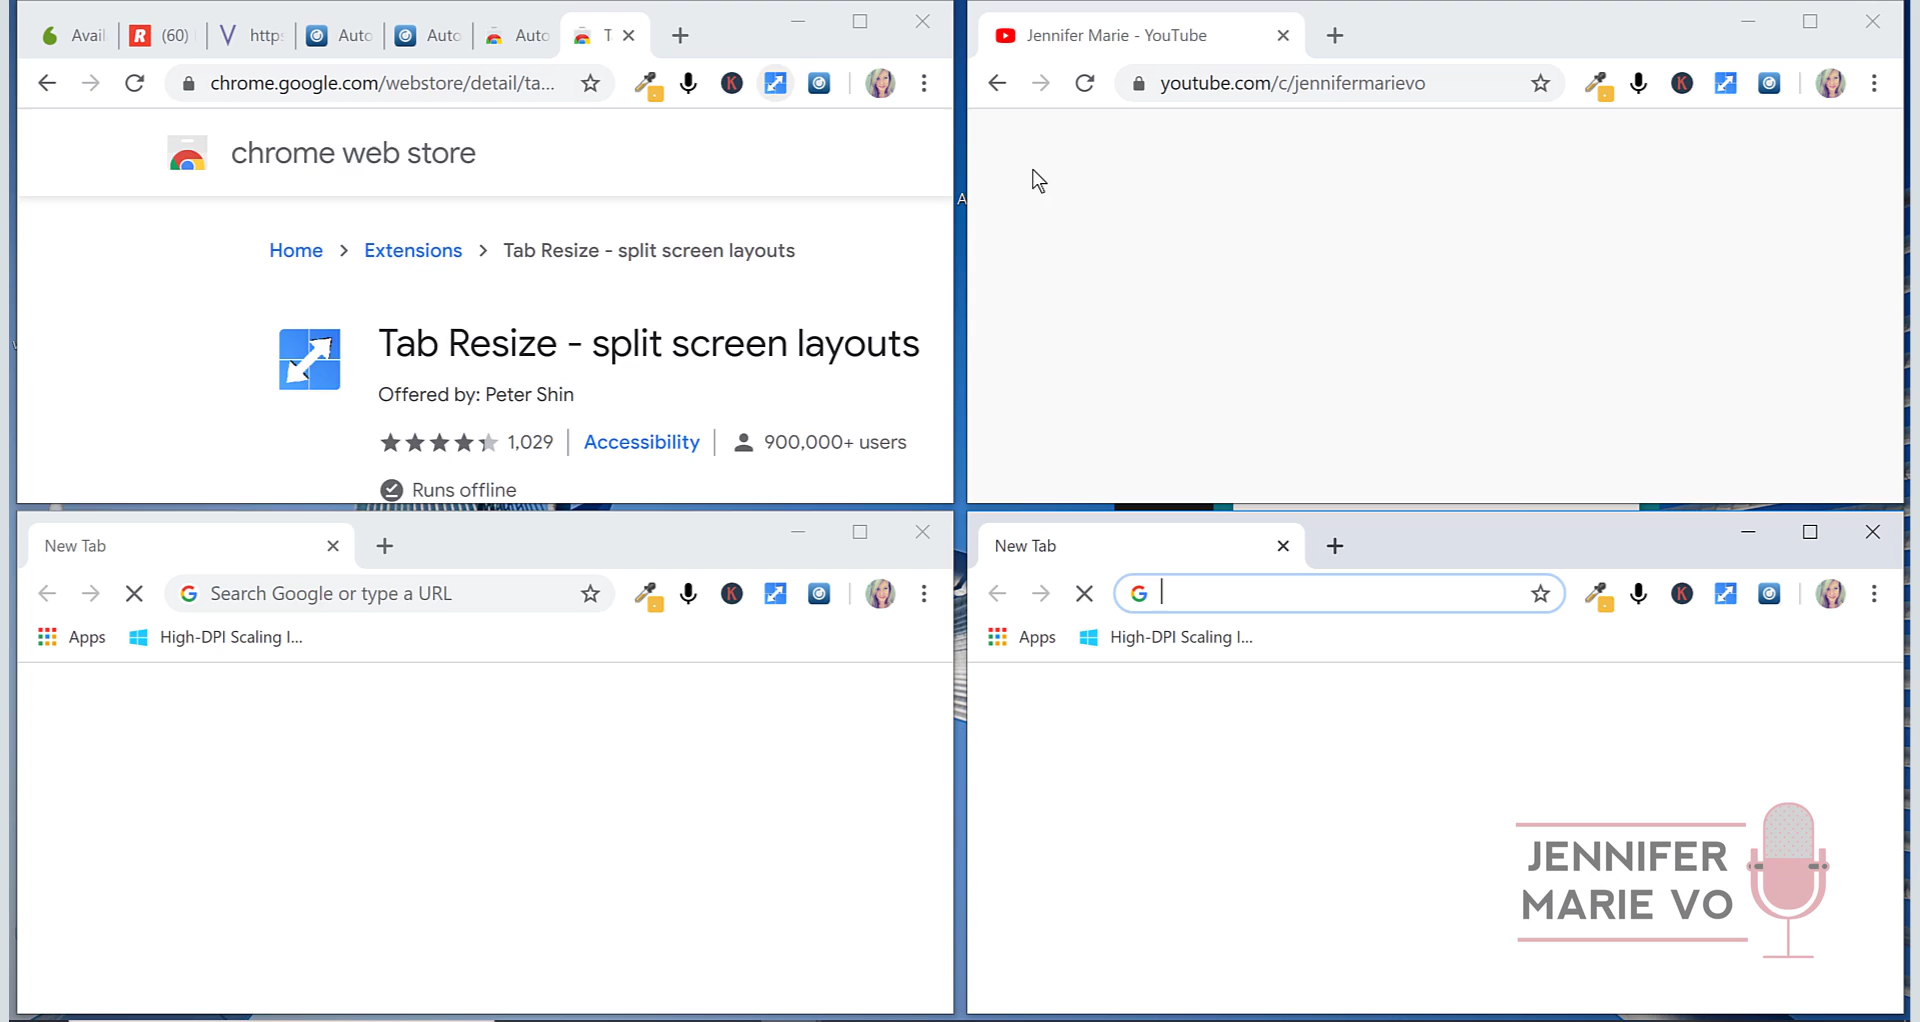 Avail
(60)
https
Auto
Auto
Auto
T
chrome.google.com/webstore/detail/ta...
chrome web store
Home > Extensions > Tab Resize - split screen layouts
Tab Resize - split screen layouts
Offered by: Peter Shin
1,029 | Accessibility | 900,000+ users
Runs offline
Jennifer Marie - YouTube
youtube.com/c/jennifermarievo
A
New Tab
Search Google or type a URL
Apps High-DPI Scaling I...
New Tab
Apps High-DPI Scaling I...
JENNIFER
MARIE VO